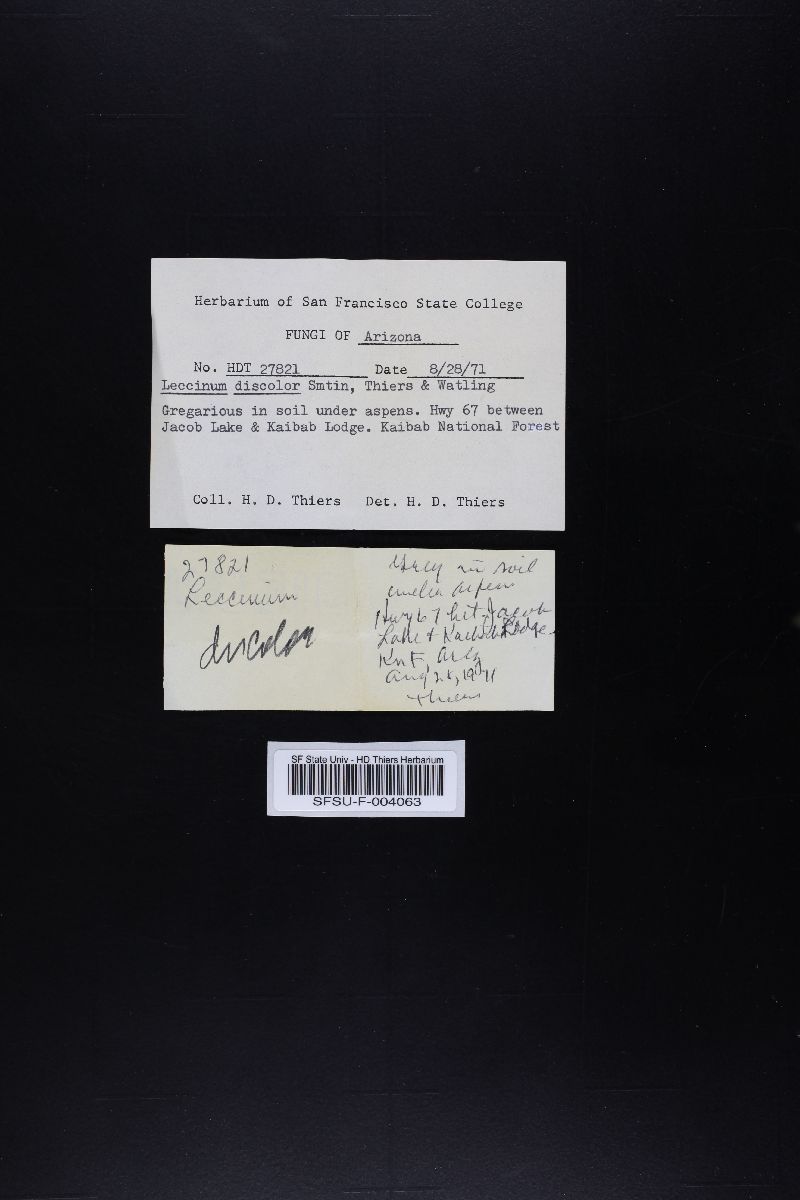 Herbarium of San Francisco State College
FUNGI OF Arizona
No. HDT 27821 Date 8/28/71
Leccinum discolor Smtin, Thiers & Watling
Gregarious in soil under aspens. Hwy 67 between
Jacob Lake & Kaibab Lodge. Kaibab National Forest
Coll. H. D. Thiers Det. H. D. Thiers
27821
Leccinum
discolor
Greg in soil
under aspen
Hwy 67 bet. Jacob
Lake & Kaibab Lodge.
KNF, Ariz
Aug 28, 1971
Thiers
SF State Univ - HD Thiers Herbarium
SFSU-F-004063